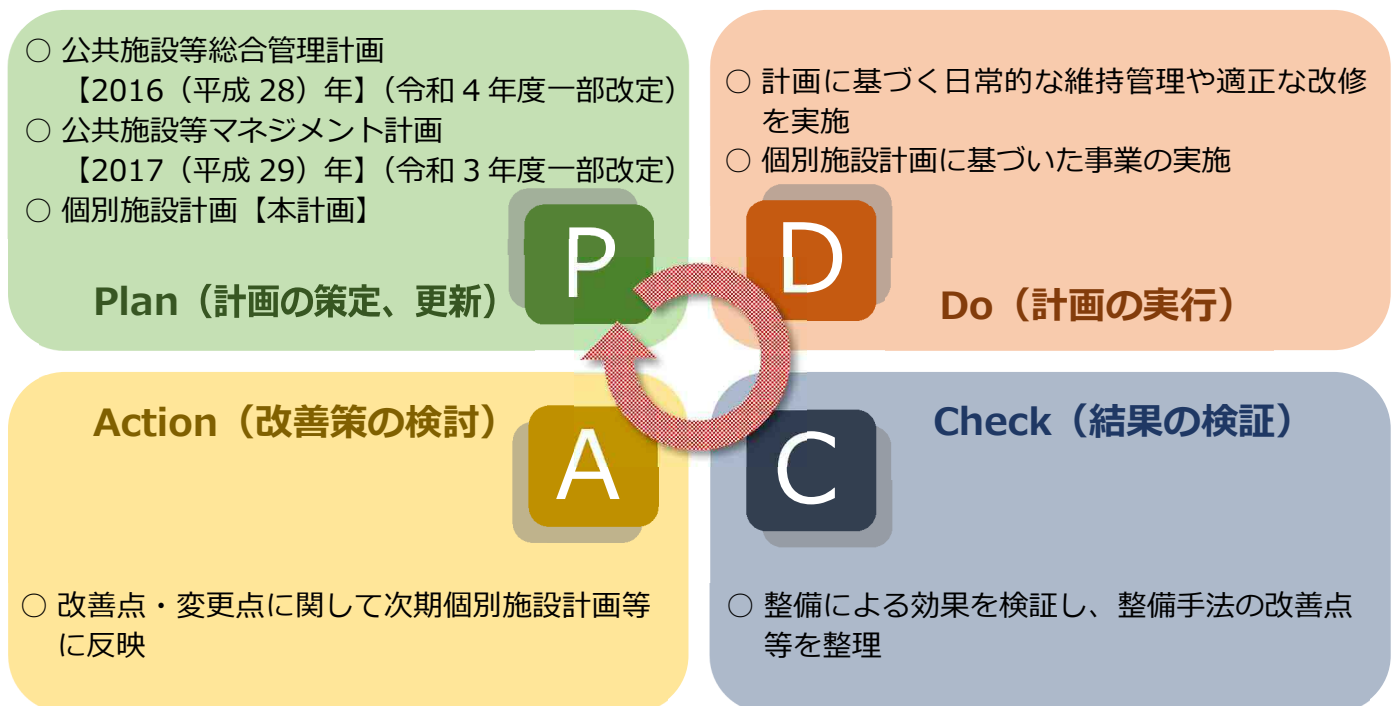 ○ 公共施設等総合管理計画
【2016（平成 28）年】（令和 4 年度一部改定）
○ 公共施設等マネジメント計画
【2017（平成 29）年】（令和 3 年度一部改定）
○ 個別施設計画【本計画】
P
Plan（計画の策定、更新）
○ 計画に基づく日常的な維持管理や適正な改修
を実施
○ 個別施設計画に基づいた事業の実施
D
Do（計画の実行）
Action（改善策の検討）
A
○ 改善点・変更点に関して次期個別施設計画等
に反映
Check（結果の検証）
C
○ 整備による効果を検証し、整備手法の改善点
等を整理